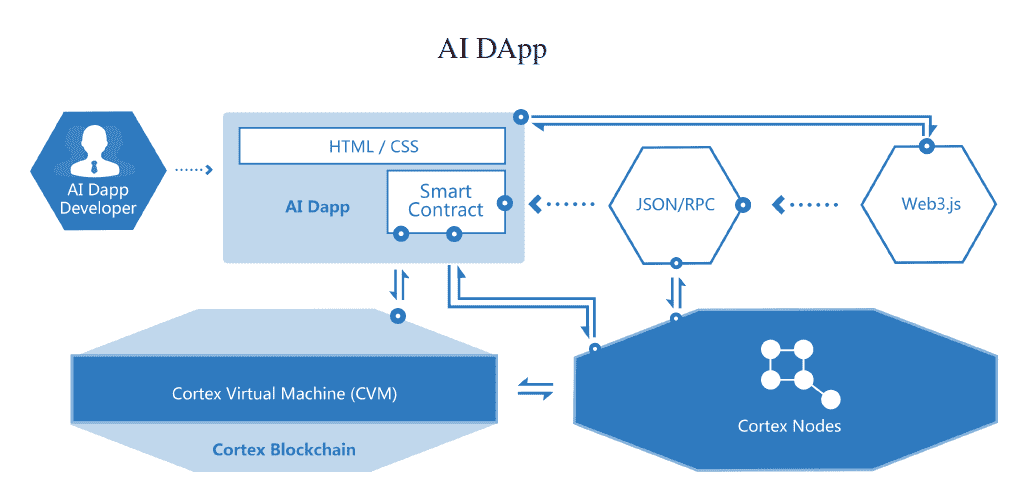 AI DApp
AI Dapp
Developer
HTML / CSS
AI Dapp
Smart
Contract
JSON/RPC
Web3.js
Cortex Virtual Machine (CVM)
Cortex Blockchain
Cortex Nodes